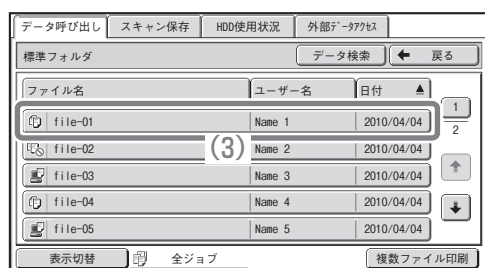 データ呼び出し スキャン保存 HDD使用状況 外部ﾃﾞｰﾀｱｸｾｽ
標準フォルダ データ検索 戻る
ファイル名 ユーザー名 日付
file-01 Name 1 2010/04/04 1
2
(3)
file-02 Name 2 2010/04/04
file-03 Name 3 2010/04/04
file-04 Name 4 2010/04/04
file-05 Name 5 2010/04/04
表示切替 全ジョブ 複数ファイル印刷